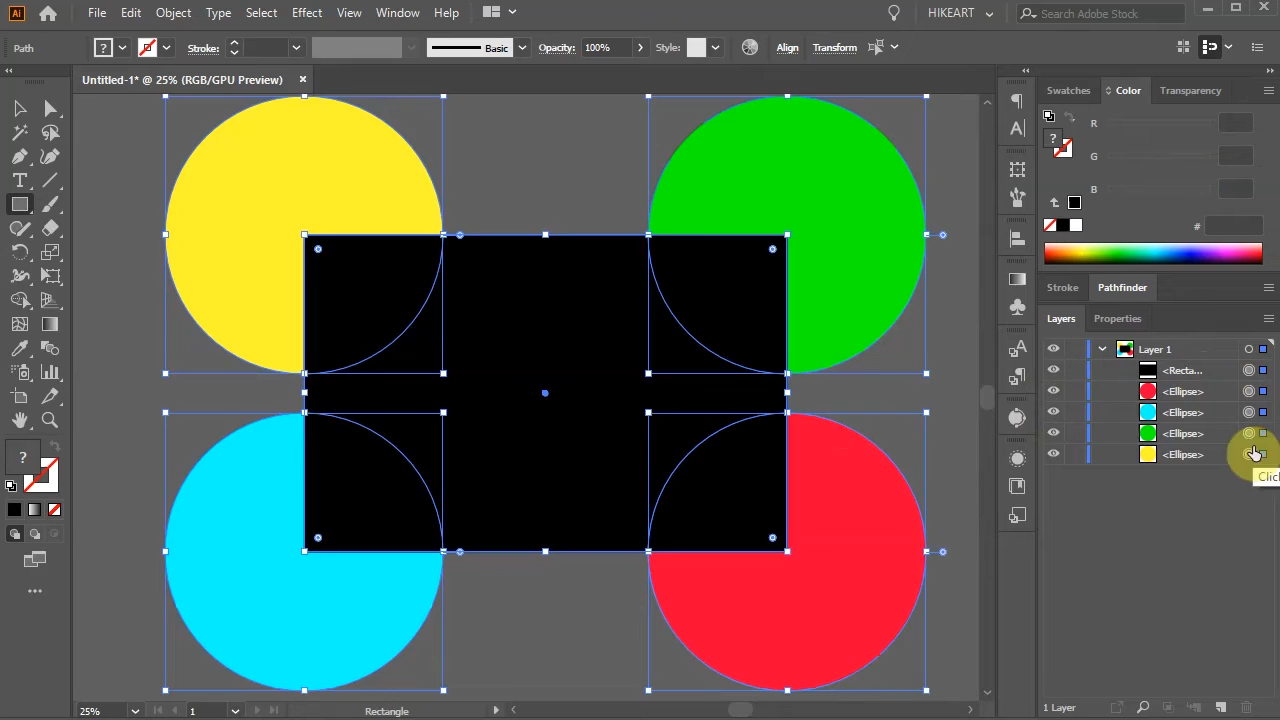 Ai
File Edit Object Type Select Effect View Window Help
HIKEART
Search Adobe Stock
Path
?
Stroke:
Basic
Opacity: 100%
Style:
Align
Transform
Untitled-1* @ 25% (RGB/GPU Preview)
Swatches
Color
Transparency
?
R
G
B
#
Stroke
Pathfinder
Layers
Properties
Layer 1
<Recta...
<Ellipse>
<Ellipse>
<Ellipse>
<Ellipse>
Click
?
25%
1
Rectangle
1 Layer